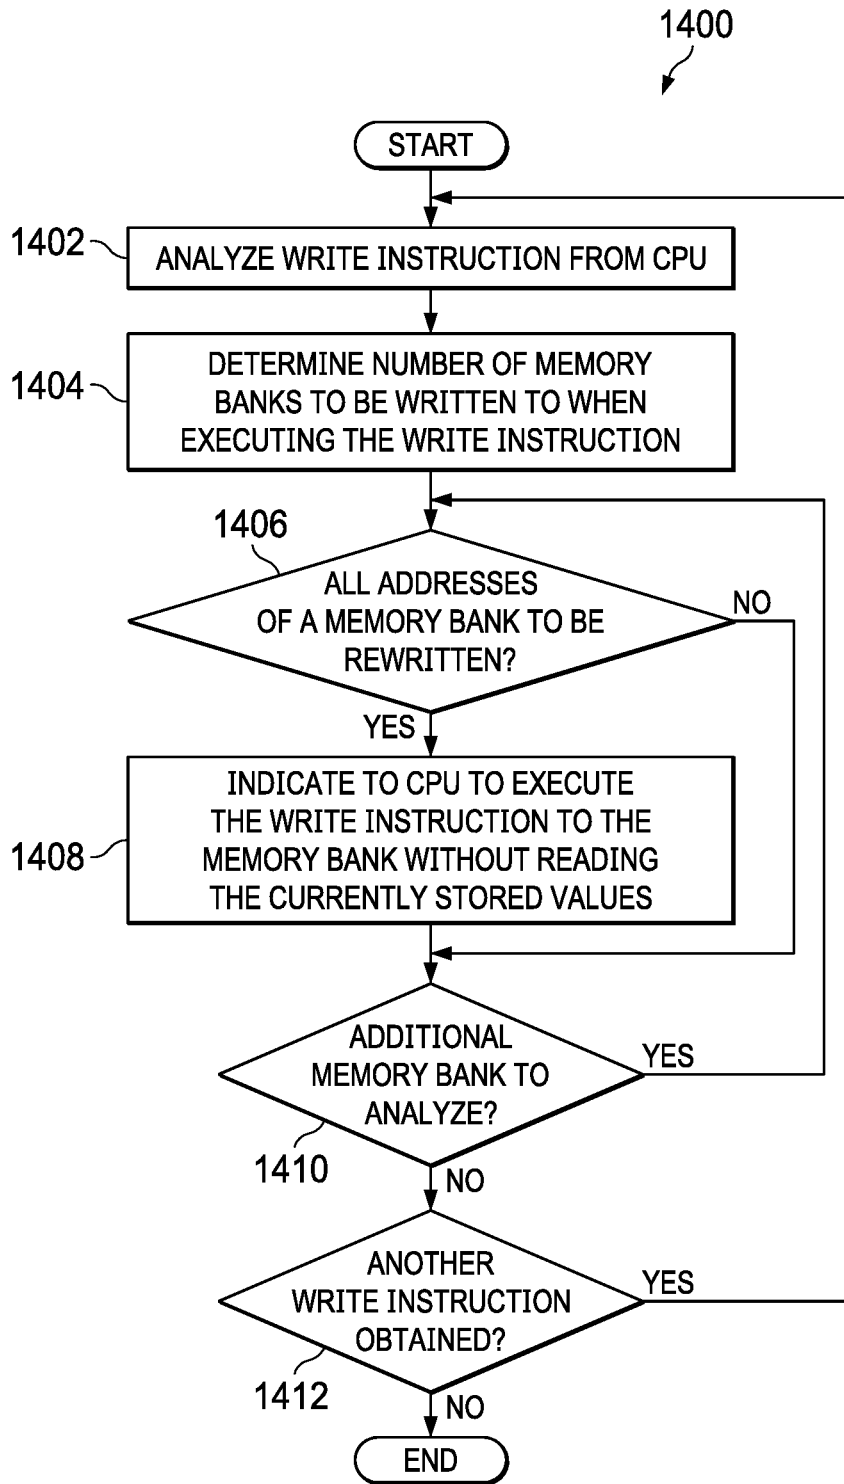 1400
START
1402
ANALYZE WRITE INSTRUCTION FROM CPU
1404
DETERMINE NUMBER OF MEMORY
BANKS TO BE WRITTEN TO WHEN
EXECUTING THE WRITE INSTRUCTION
1406
ALL ADDRESSES
OF A MEMORY BANK TO BE
REWRITTEN?
NO
YES
1408
INDICATE TO CPU TO EXECUTE
THE WRITE INSTRUCTION TO THE
MEMORY BANK WITHOUT READING
THE CURRENTLY STORED VALUES
ADDITIONAL
MEMORY BANK TO
ANALYZE?
YES
1410
NO
ANOTHER
WRITE INSTRUCTION
OBTAINED?
YES
1412
NO
END